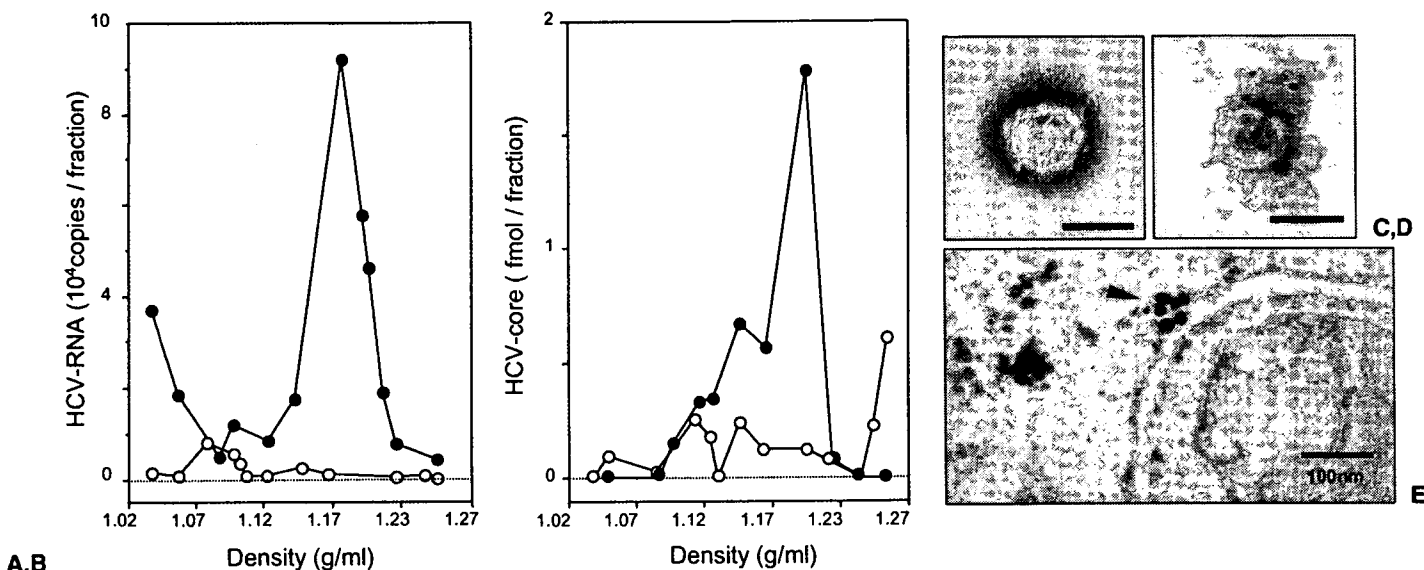 10
8
4
2
0
HCV-RNA (10⁴copies / fraction)
1.02
1.07
1.12
1.17
1.23
1.27
Density (g/ml)
A,B
2
1
0
HCV-core ( fmol / fraction)
1.02
1.07
1.12
1.17
1.23
1.27
Density (g/ml)
C,D
100nm
E